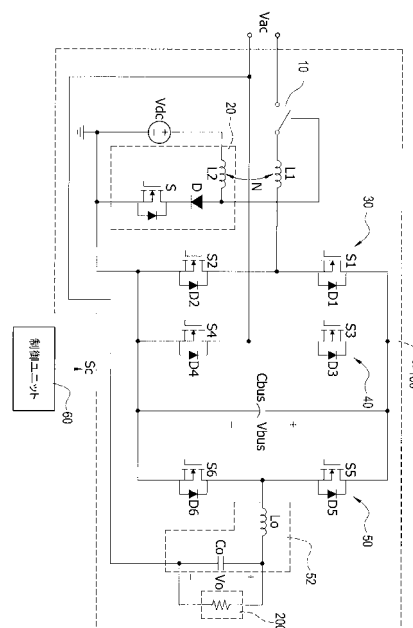 Vac
10
Vdc
20
L2
L1
N
S
D
30
S2
D2
S1
D1
S4
D4
S3
D3
40
100
Cbus
Vbus
S6
D6
S5
D5
50
Lo
Co
Vo
52
200
制御ユニット
60
Sc